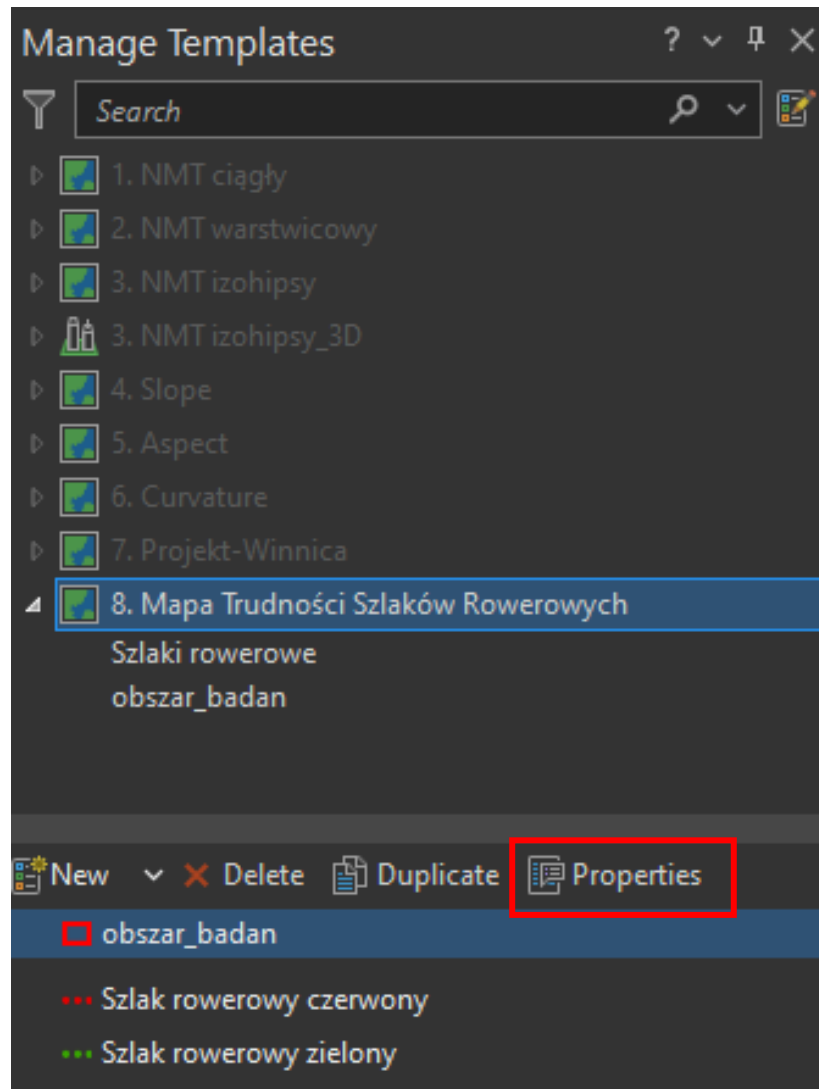 Manage Templates ?
Search
1. NMT ciągły
2. NMT warstwicowy
3. NMT izohipsy
3. NMT izohipsy_3D
4. Slope
5. Aspect
6. Curvature
7. Projekt-Winnica
8. Mapa Trudności Szlaków Rowerowych
Szlaki rowerowe
obszar_badan
New Delete Duplicate Properties
obszar_badan
Szlak rowerowy czerwony
Szlak rowerowy zielony